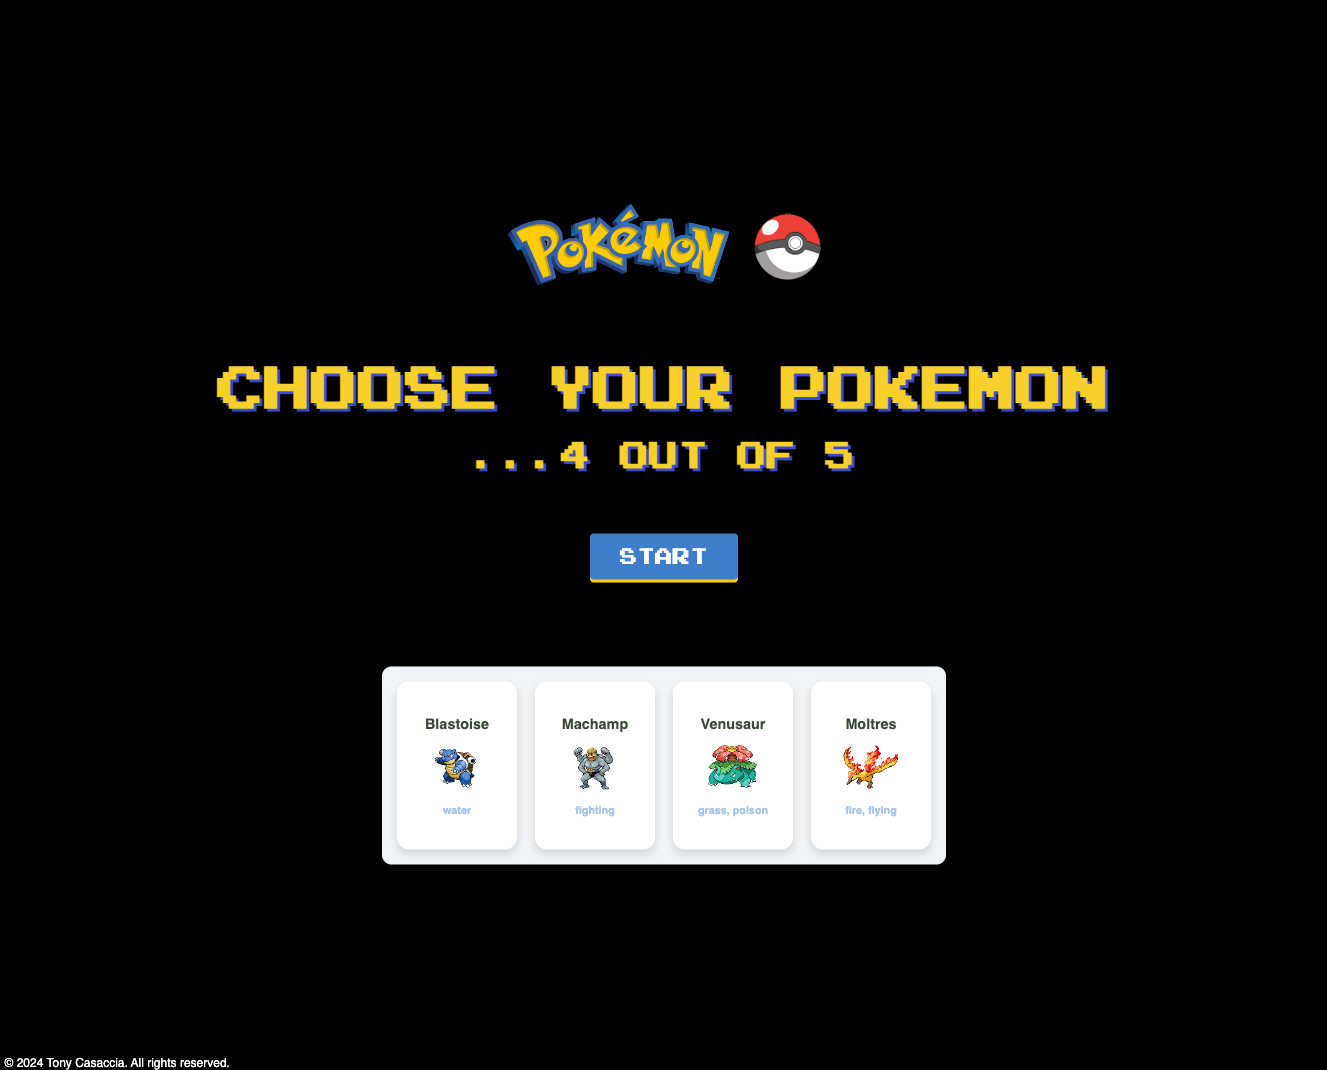 Pokémon
CHOOSE YOUR POKEMON
...4 OUT OF 5
START
Blastoise
water
Machamp
fighting
Venusaur
grass, poison
Moltres
fire, flying
© 2024 Tony Casaccia. All rights reserved.